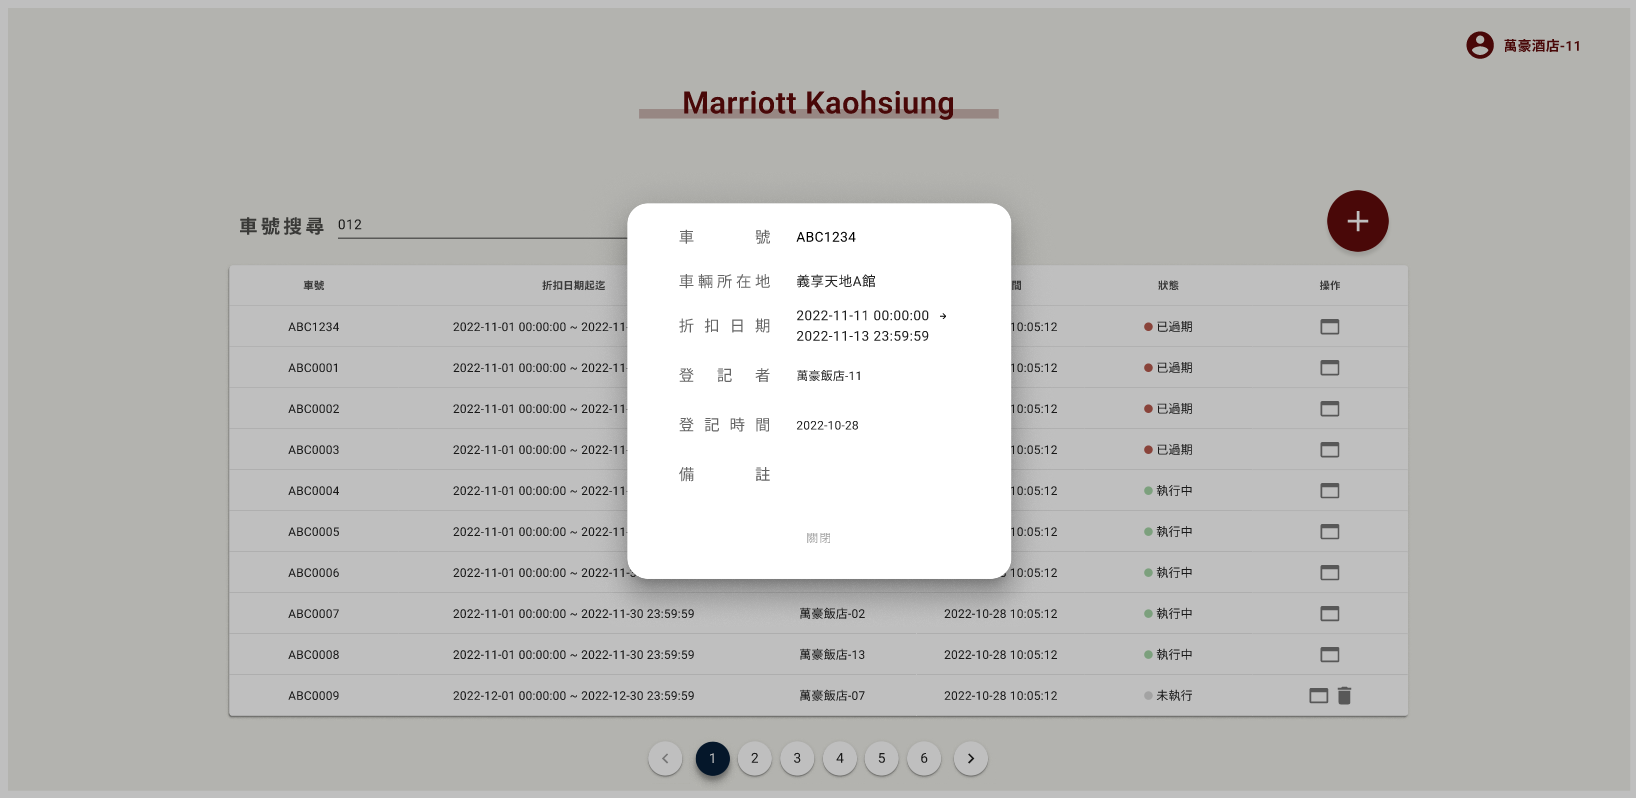 萬豪酒店-11
Marriott Kaohsiung
車號搜尋 012
車號 折扣日期起迄 間 狀態 操作
ABC1234 2022-11-01 00:00:00 ~ 2022-11- 10:05:12 已過期
ABC0001 2022-11-01 00:00:00 ~ 2022-11- 10:05:12 已過期
ABC0002 2022-11-01 00:00:00 ~ 2022-11- 10:05:12 已過期
ABC0003 2022-11-01 00:00:00 ~ 2022-11- 10:05:12 已過期
ABC0004 2022-11-01 00:00:00 ~ 2022-11- 10:05:12 執行中
ABC0005 2022-11-01 00:00:00 ~ 2022-11- 10:05:12 執行中
ABC0006 2022-11-01 00:00:00 ~ 2022-11- 10:05:12 執行中
ABC0007 2022-11-01 00:00:00 ~ 2022-11-30 23:59:59 萬豪飯店-02 2022-10-28 10:05:12 執行中
ABC0008 2022-11-01 00:00:00 ~ 2022-11-30 23:59:59 萬豪飯店-13 2022-10-28 10:05:12 執行中
ABC0009 2022-12-01 00:00:00 ~ 2022-12-30 23:59:59 萬豪飯店-07 2022-10-28 10:05:12 未執行
車號 ABC1234
車輛所在地 義享天地A館
折扣日期 2022-11-11 00:00:00 →
2022-11-13 23:59:59
登記者 萬豪飯店-11
登記時間 2022-10-28
備註
關閉
1 2 3 4 5 6